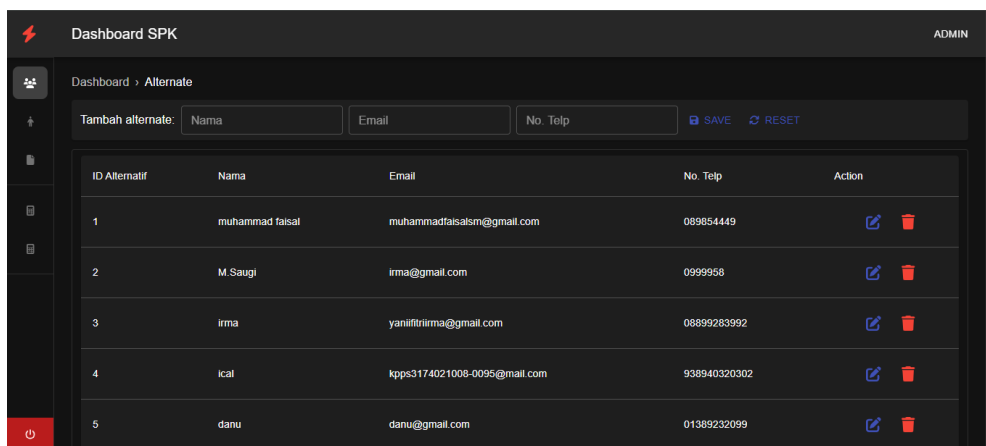 Dashboard SPK ADMIN
Dashboard › Alternate
Tambah alternate: Nama Email No. Telp SAVE RESET
ID Alternatif Nama Email No. Telp Action
1 muhammad faisal muhammadfaisalsm@gmail.com 089854449
2 M.Saugi irma@gmail.com 0999958
3 irma yaniifitriirma@gmail.com 08899283992
4 ical kpps3174021008-0095@mail.com 938940320302
5 danu danu@gmail.com 01389232099